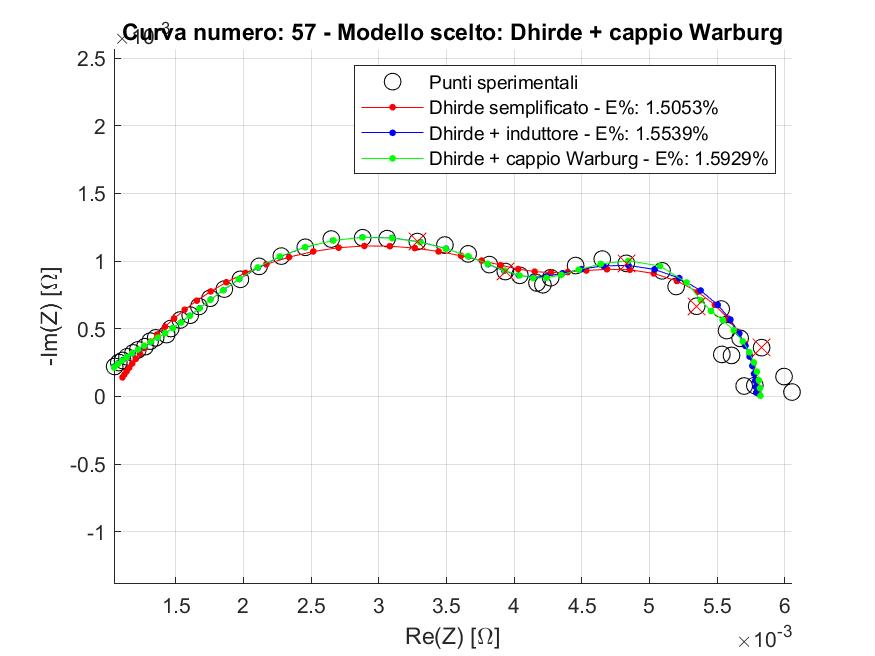 Curva numero: 57 - Modello scelto: Dhirde + cappio Warburg
×10⁻³
Punti sperimentali
Dhirde semplificato - E%: 1.5053%
Dhirde + induttore - E%: 1.5539%
Dhirde + cappio Warburg - E%: 1.5929%
2.5
2
1.5
1
0.5
0
-0.5
-1
-Im(Z) [Ω]
1.5 2 2.5 3 3.5 4 4.5 5 5.5 6
Re(Z) [Ω]
×10⁻³